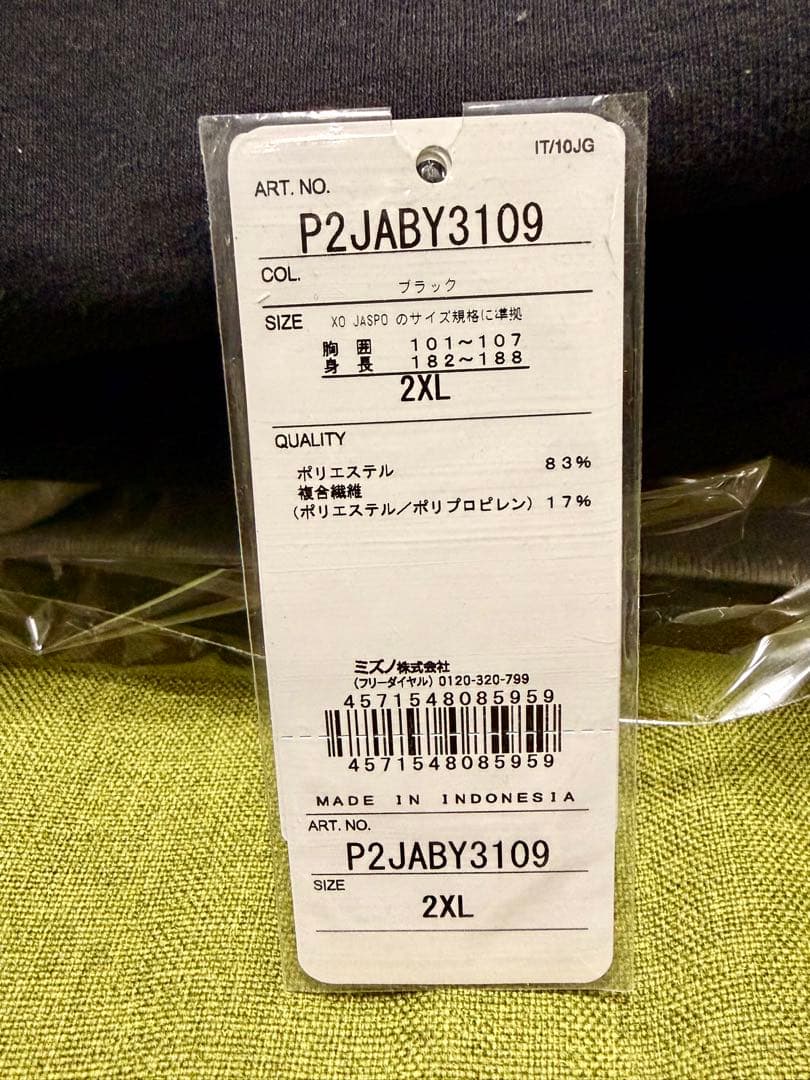 IT/10JG
ART. NO.
P2JABY3109
COL.
ブラック
SIZE XO JASPO のサイズ規格に準拠
胸囲 101～107
身長 182～188
2XL
QUALITY
ポリエステル 83%
複合繊維
(ポリエステル／ポリプロピレン) 17%
ミズノ株式会社
(フリーダイヤル) 0120-320-799
4571548085959
4571548085959
MADE IN INDONESIA
ART. NO.
P2JABY3109
SIZE
2XL